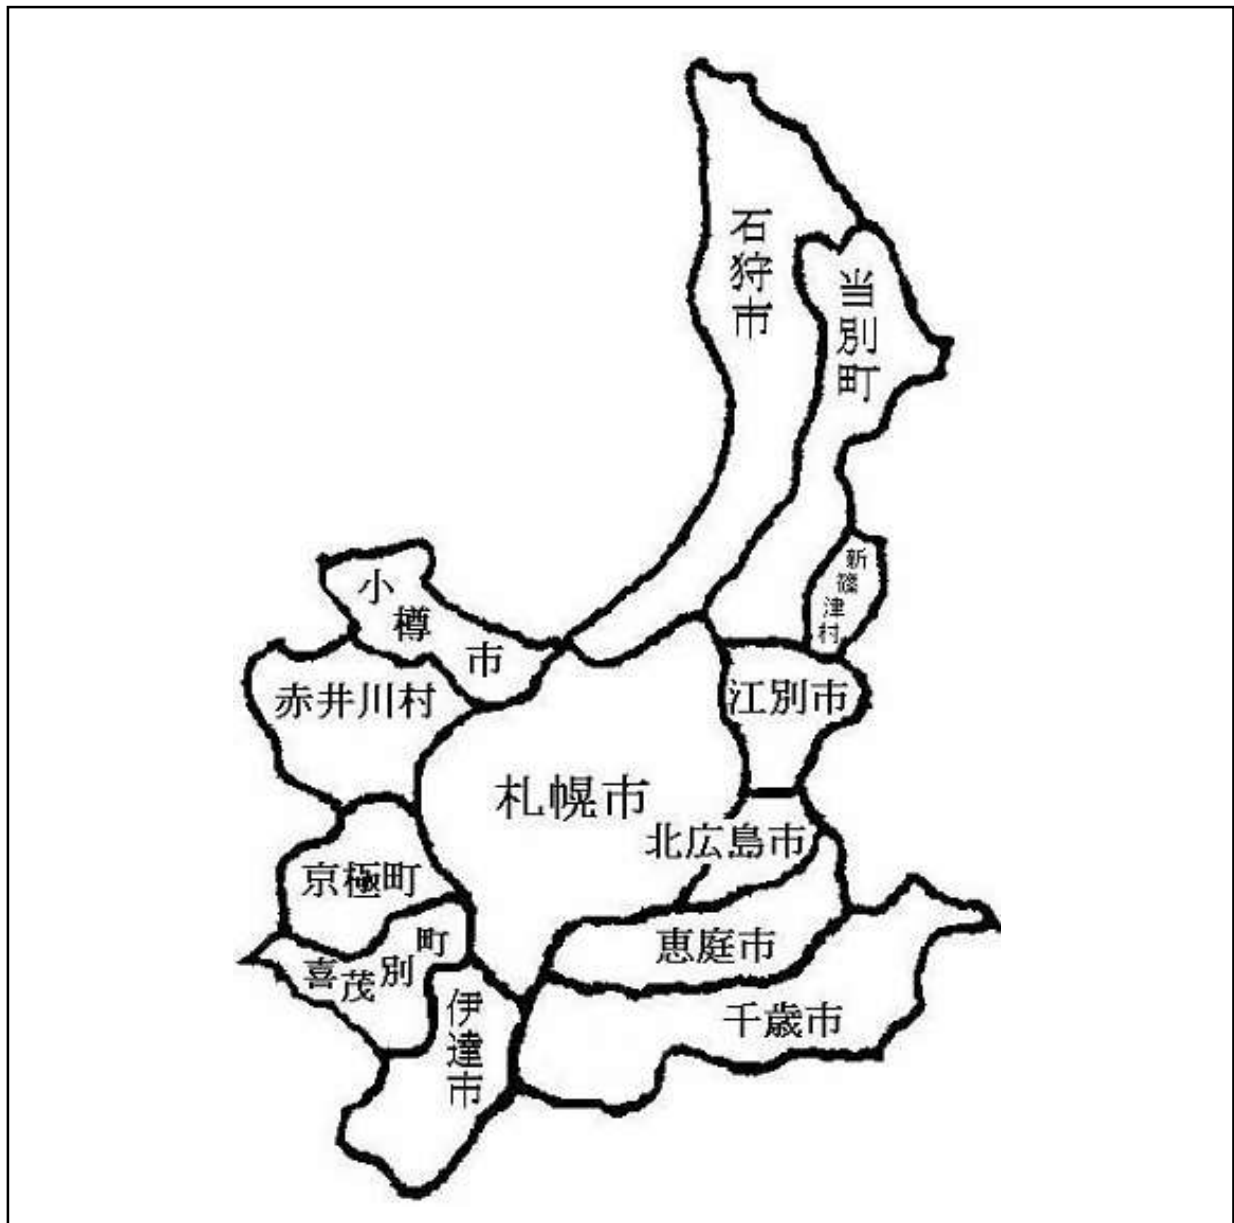 石狩市
当別町
新篠津村
小樽市
赤井川村
江別市
札幌市
北広島市
京極町
恵庭市
喜茂別町
千歳市
伊達市